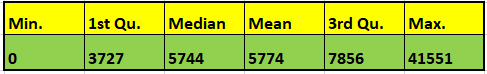 Min. 1st Qu. Median Mean 3rd Qu. Max.
0 3727 5744 5774 7856 41551